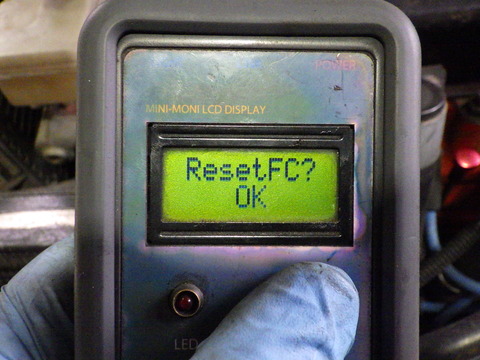 POWER
MINI-MONI LCD DISPLAY
ResetFC?
OK
LED